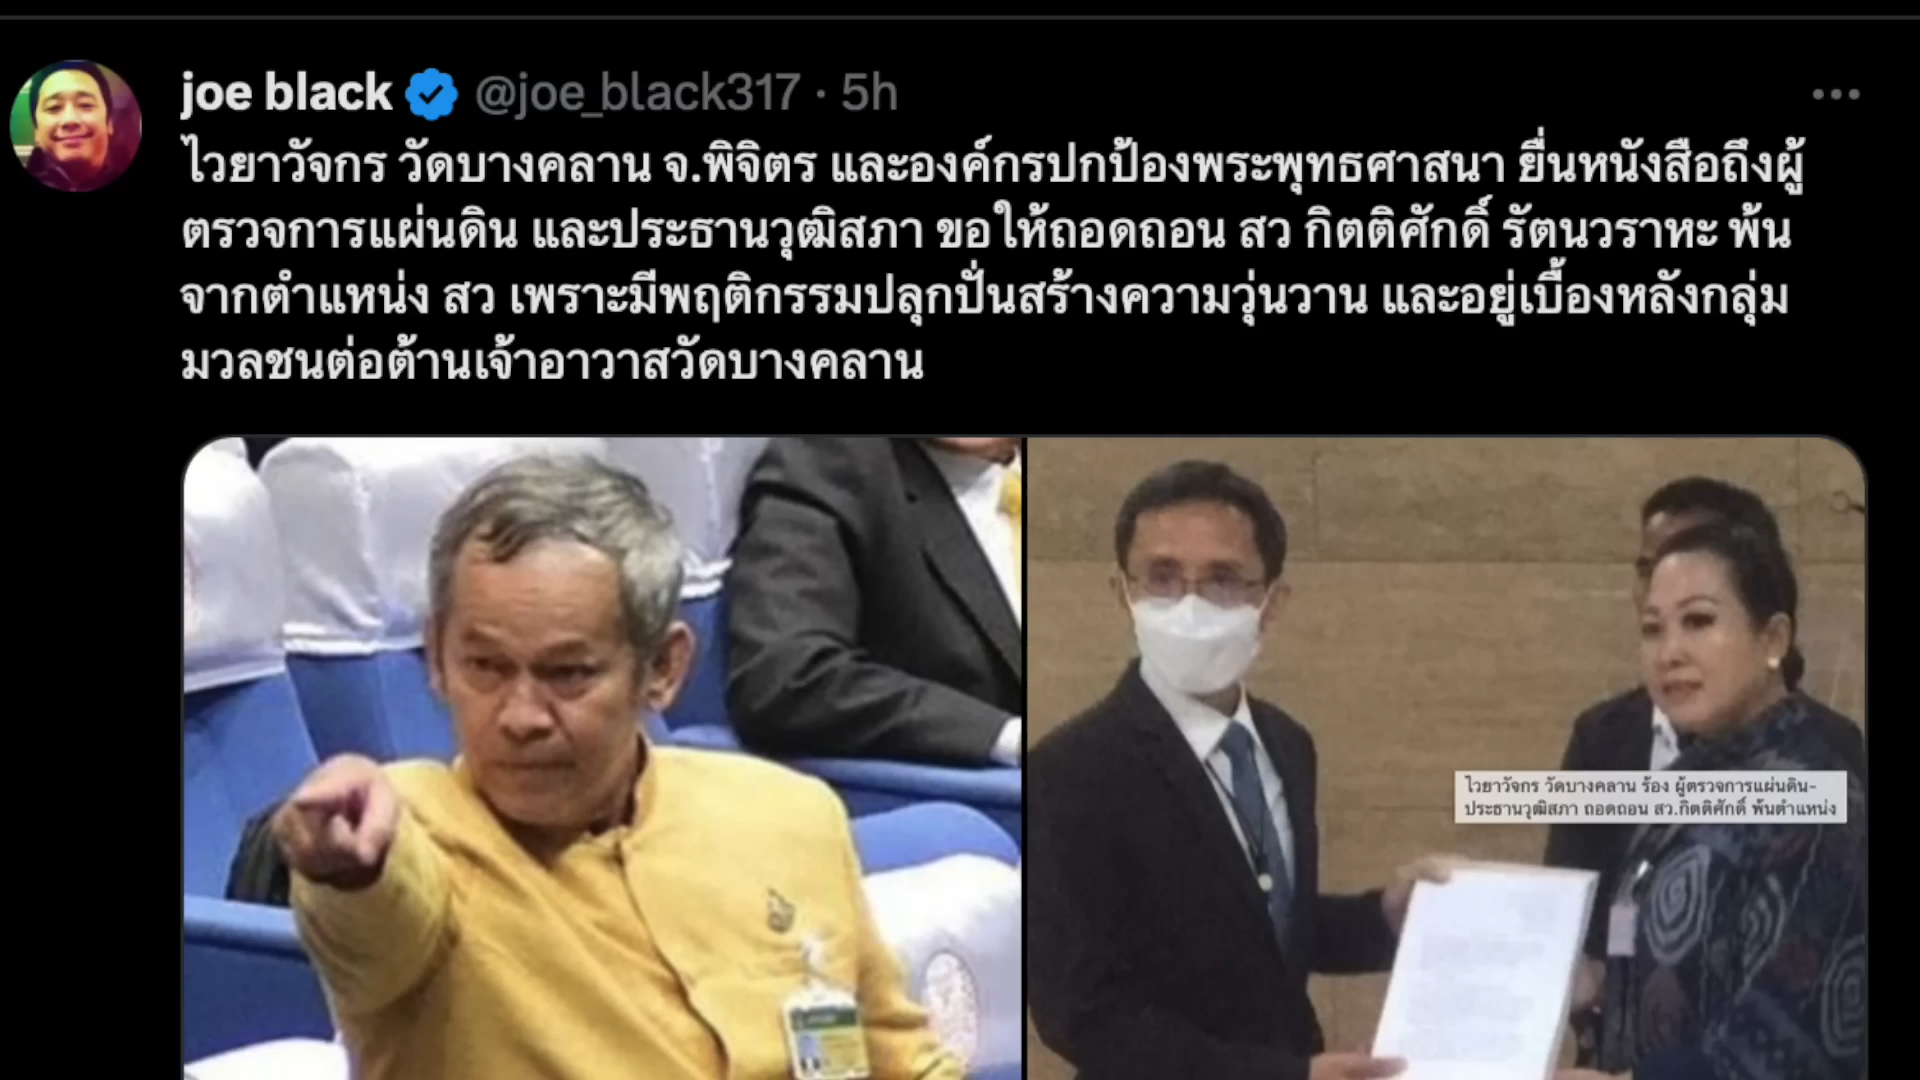 joe black @joe_black317 · 5h
ไวยาวัจกร วัดบางคลาน จ.พิจิตร และองค์กรปกป้องพระพุทธศาสนา ยื่นหนังสือถึงผู้
ตรวจการแผ่นดิน และประธานวุฒิสภา ขอให้ถอดถอน สว กิตติศักดิ์ รัตนวราหะ พ้น
จากตำแหน่ง สว เพราะมีพฤติกรรมปลุกปั่นสร้างความวุ่นวาน และอยู่เบื้องหลังกลุ่ม
มวลชนต่อต้านเจ้าอาวาสวัดบางคลาน
ไวยาวัจกร วัดบางคลาน ร้อง ผู้ตรวจการแผ่นดิน-
ประธานวุฒิสภา ถอดถอน สว.กิตติศักดิ์ พ้นตำแหน่ง